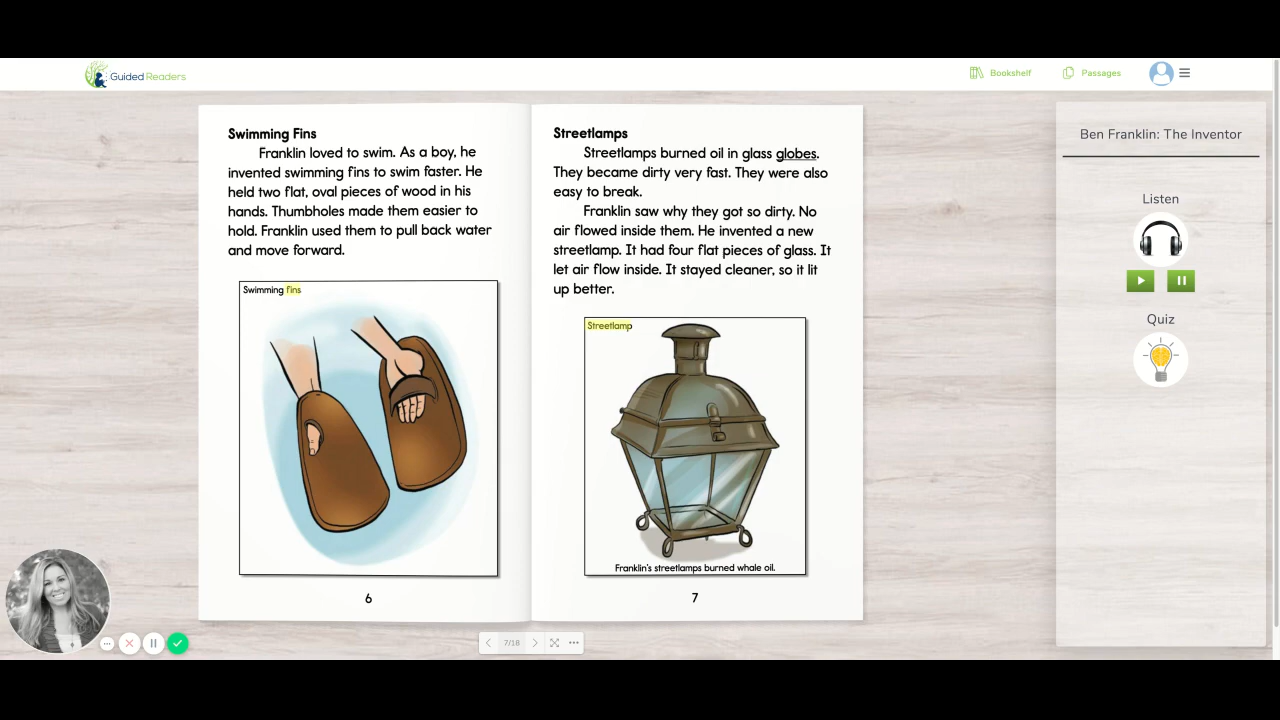 Guided Readers
Bookshelf
Passages
Swimming Fins
Franklin loved to swim. As a boy, he
invented swimming fins to swim faster. He
held two flat, oval pieces of wood in his
hands. Thumbholes made them easier to
hold. Franklin used them to pull back water
and move forward.
Swimming fins
6
Streetlamps
Streetlamps burned oil in glass globes.
They became dirty very fast. They were also
easy to break.
Franklin saw why they got so dirty. No
air flowed inside them. He invented a new
streetlamp. It had four flat pieces of glass. It
let air flow inside. It stayed cleaner, so it lit
up better.
Streetlamp
Franklin's streetlamps burned whale oil.
7
Ben Franklin: The Inventor
Listen
Quiz
7/18